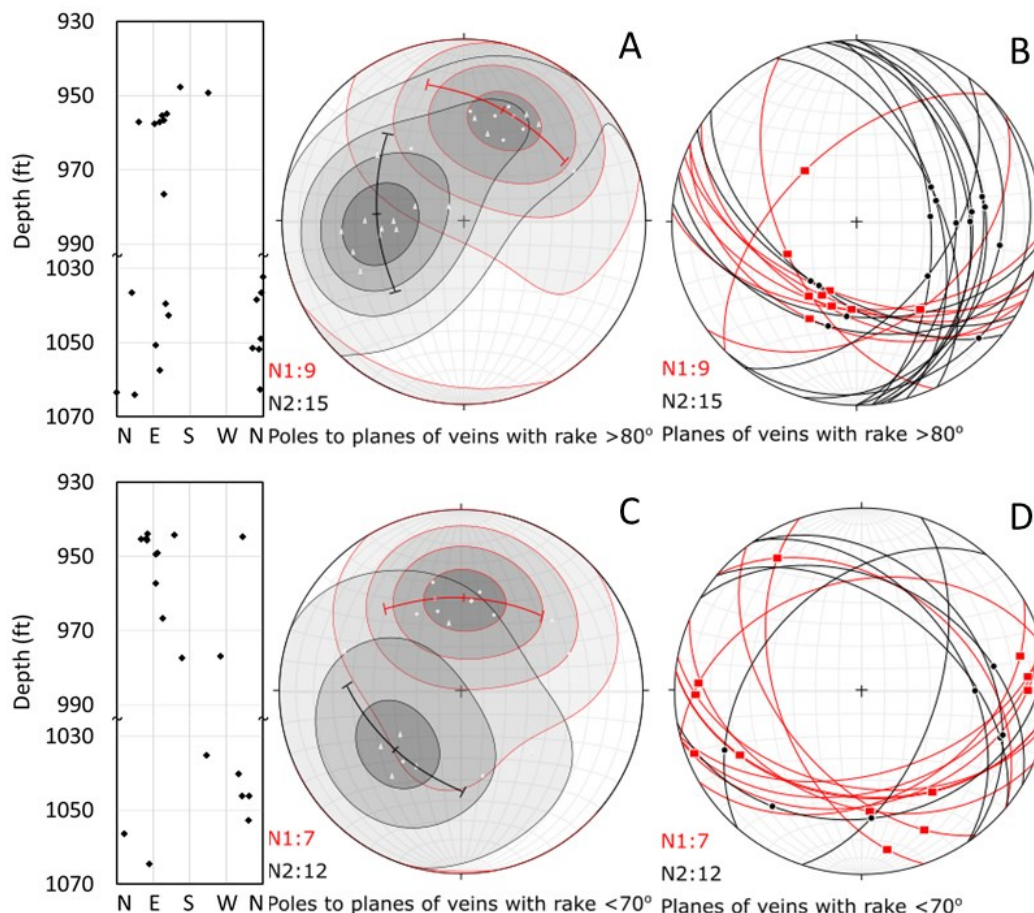 930
950
970
990
1030
1050
1070
Depth (ft)
N E S W N
A
N1:9
N2:15
Poles to planes of veins with rake >80°
B
N1:9
N2:15
Planes of veins with rake >80°
930
950
970
990
1030
1050
1070
Depth (ft)
N E S W N
C
N1:7
N2:12
Poles to planes of veins with rake <70°
D
N1:7
N2:12
Planes of veins with rake <70°